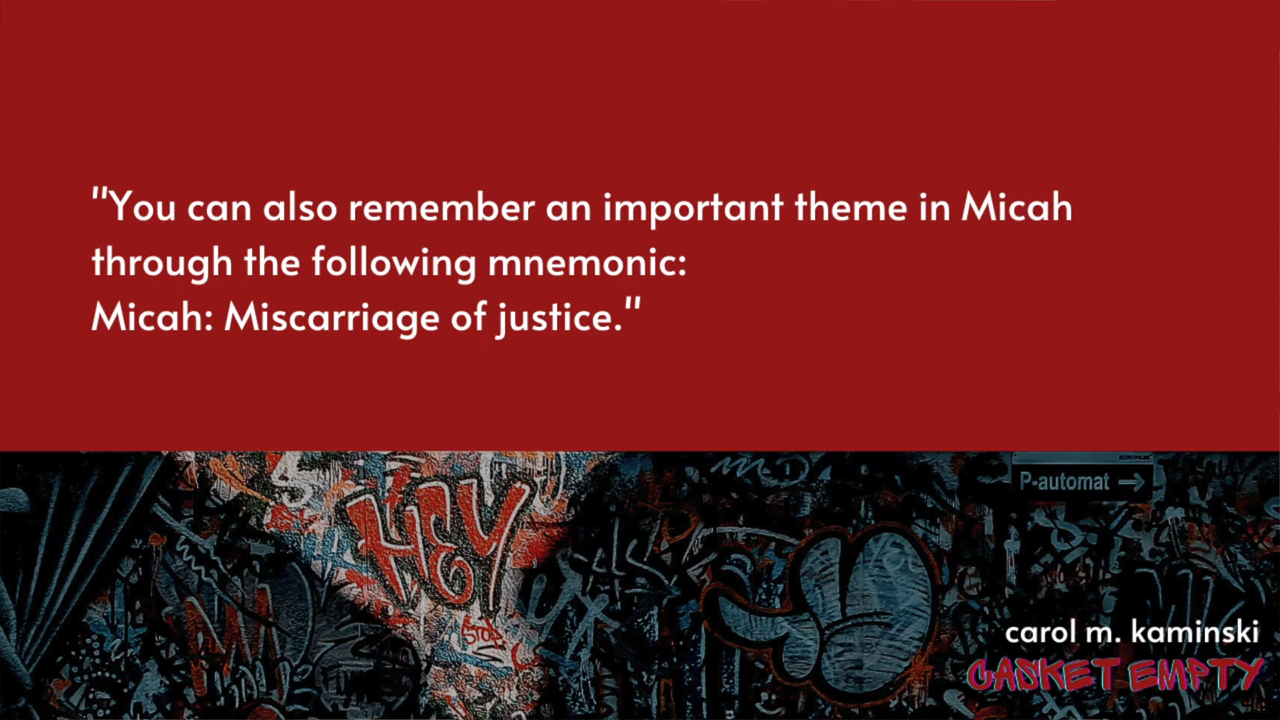 "You can also remember an important theme in Micah
through the following mnemonic:
Micah: Miscarriage of justice."
HEY
STOP
P-automat →
carol m. kaminski
CASKET EMPTY